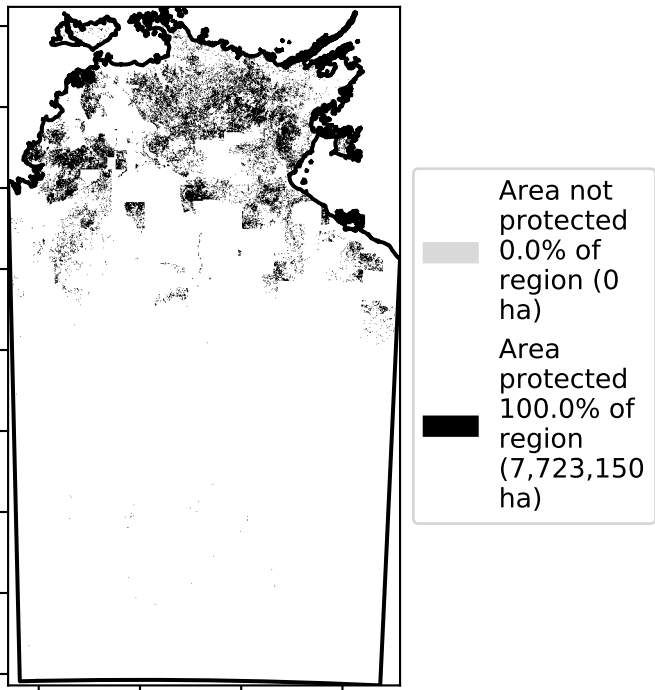 Area not
protected
0.0% of
region (0
ha)
Area
protected
100.0% of
region
(7,723,150
ha)